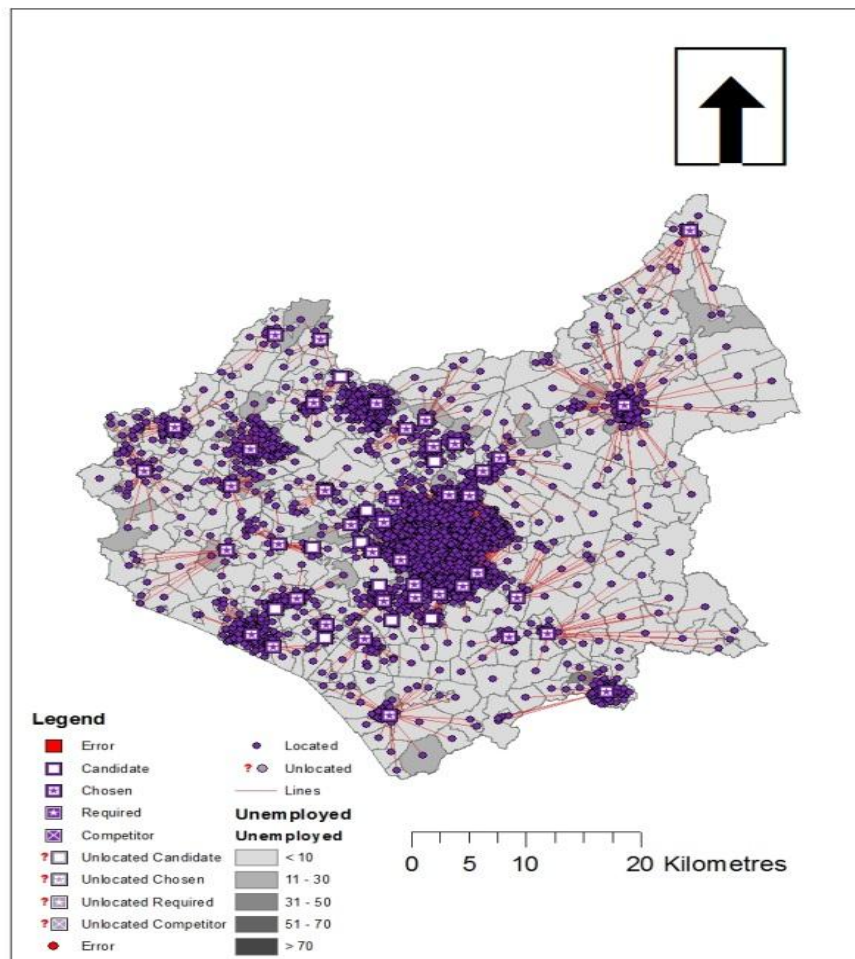 Legend
Error
Candidate
Chosen
Required
Competitor
? Unlocated Candidate
? Unlocated Chosen
? Unlocated Required
? Unlocated Competitor
Error
Located
? Unlocated
Lines
Unemployed
Unemployed
< 10
11 - 30
31 - 50
51 - 70
> 70
0 5 10 20 Kilometres